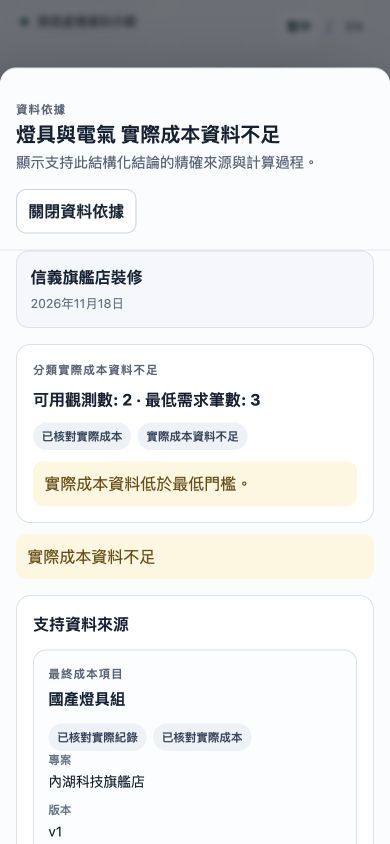 資料依據
燈具與電氣 實際成本資料不足
顯示支持此結構化結論的精確來源與計算過程。
關閉資料依據
信義旗艦店裝修
2026年11月18日
分類實際成本資料不足
可用觀測數: 2 · 最低需求筆數: 3
已核對實際成本 實際成本資料不足
實際成本資料低於最低門檻。
實際成本資料不足
支持資料來源
最終成本項目
國產燈具組
已核對實際紀錄 已核對實際成本
專案
內湖科技旗艦店
版本
v1